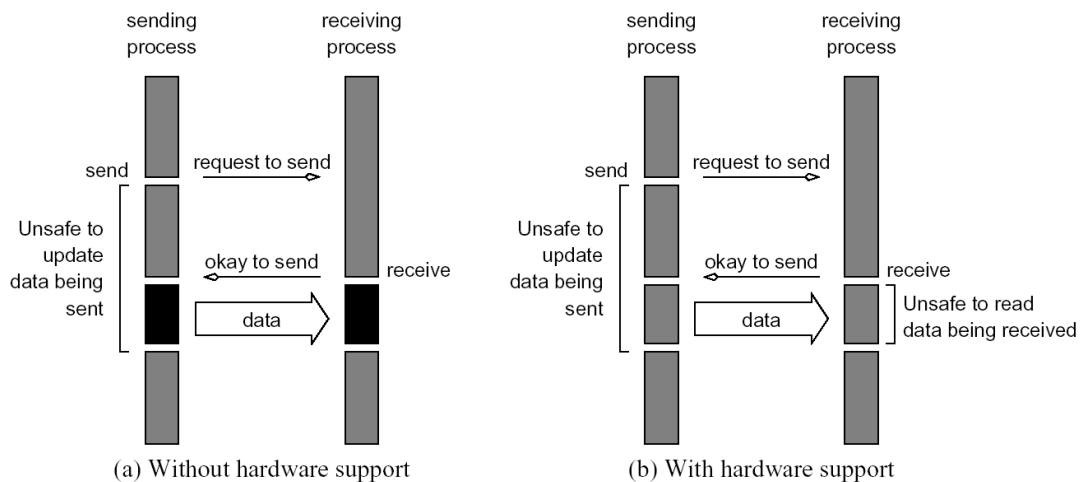 sending
process
receiving
process
send
request to send
Unsafe to
update
data being
sent
okay to send
receive
data
(a) Without hardware support
sending
process
receiving
process
send
request to send
Unsafe to
update
data being
sent
okay to send
receive
data
Unsafe to read
data being received
(b) With hardware support